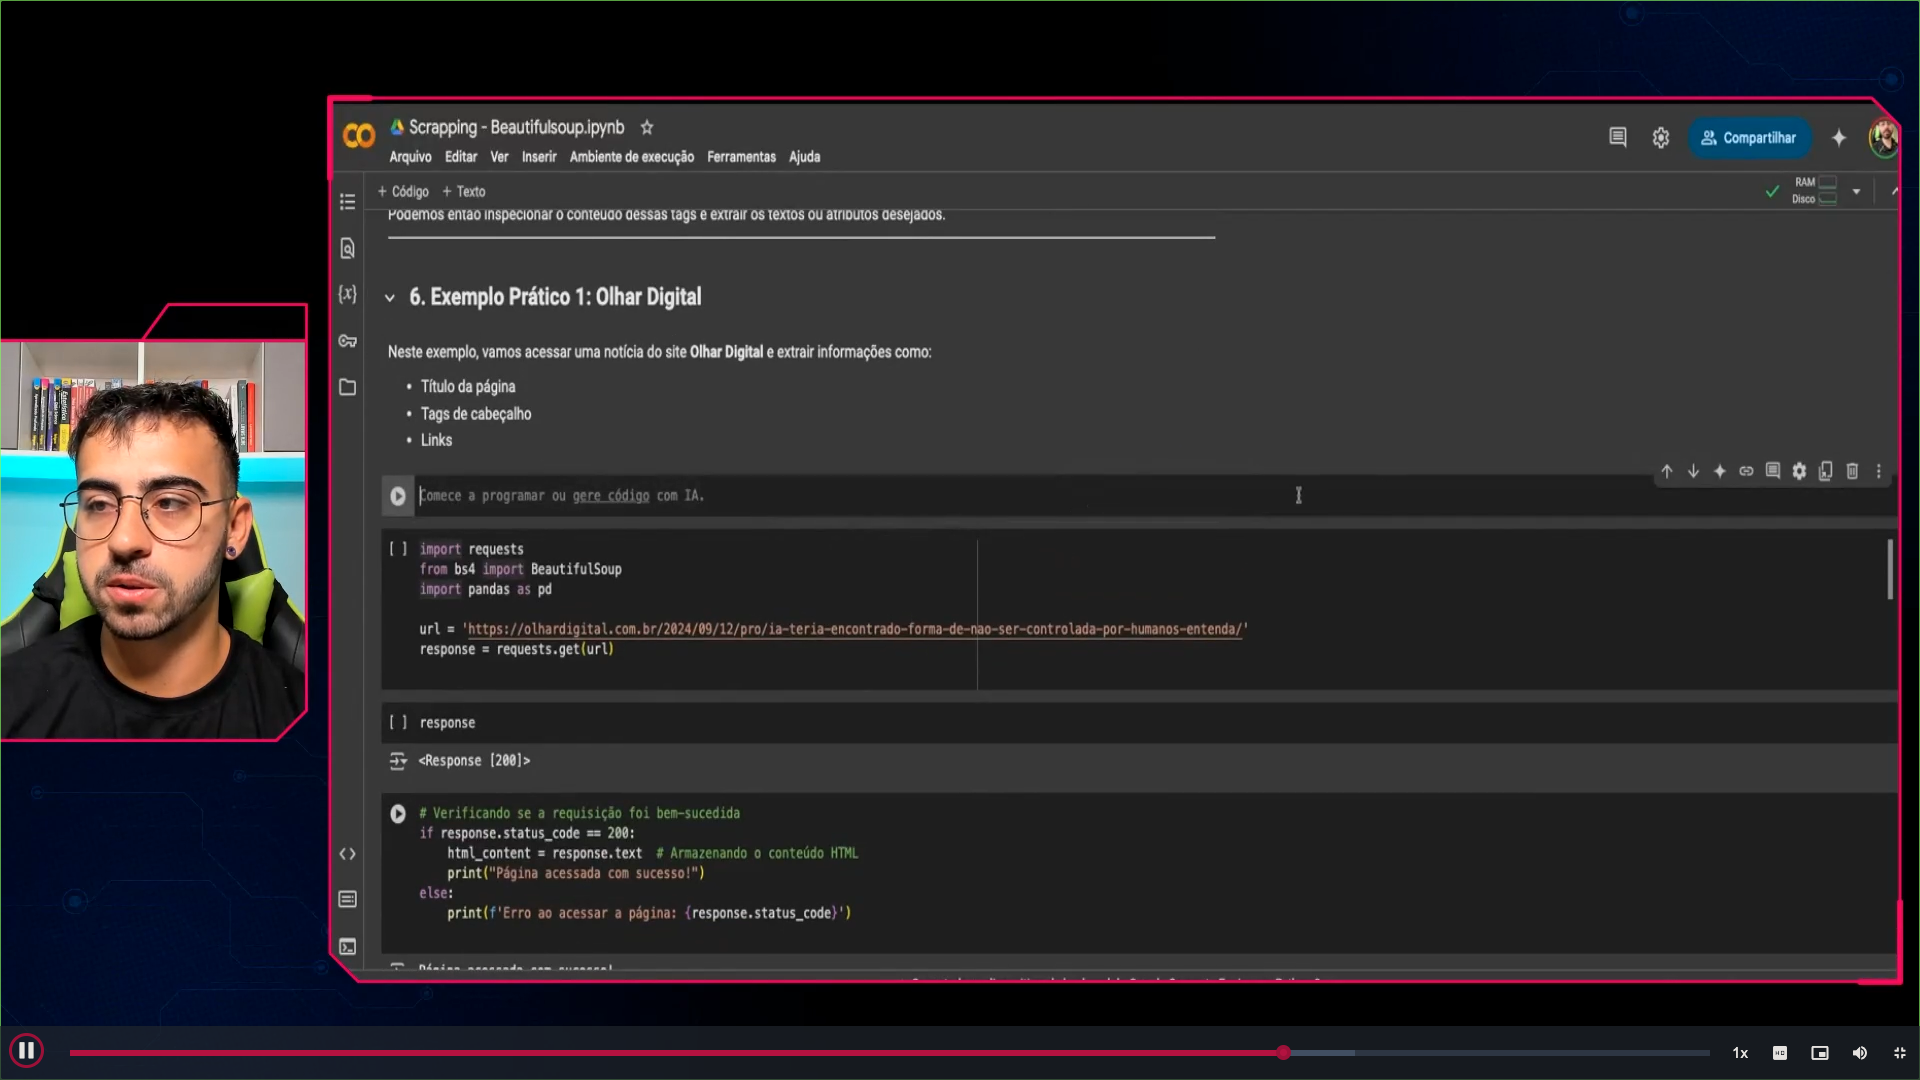 Scrapping - Beautifulsoup.ipynb
Arquivo Editar Ver Inserir Ambiente de execução Ferramentas Ajuda
Compartilhar
+ Código + Texto
RAM
Disco
Podemos então inspecionar o conteúdo dessas tags e extrair os textos ou atributos desejados.
6. Exemplo Prático 1: Olhar Digital
Neste exemplo, vamos acessar uma notícia do site Olhar Digital e extrair informações como:
• Título da página
• Tags de cabeçalho
• Links
Comece a programar ou gere código com IA.
[ ] import requests
from bs4 import BeautifulSoup
import pandas as pd
url = 'https://olhardigital.com.br/2024/09/12/pro/ia-teria-encontrado-forma-de-nao-ser-controlada-por-humanos-entenda/'
response = requests.get(url)
[ ] response
<Response [200]>
# Verificando se a requisição foi bem-sucedida
if response.status_code == 200:
html_content = response.text # Armazenando o conteúdo HTML
print("Página acessada com sucesso!")
else:
print(f'Erro ao acessar a página: {response.status_code}')
Página acessada com sucesso!
1x
HD